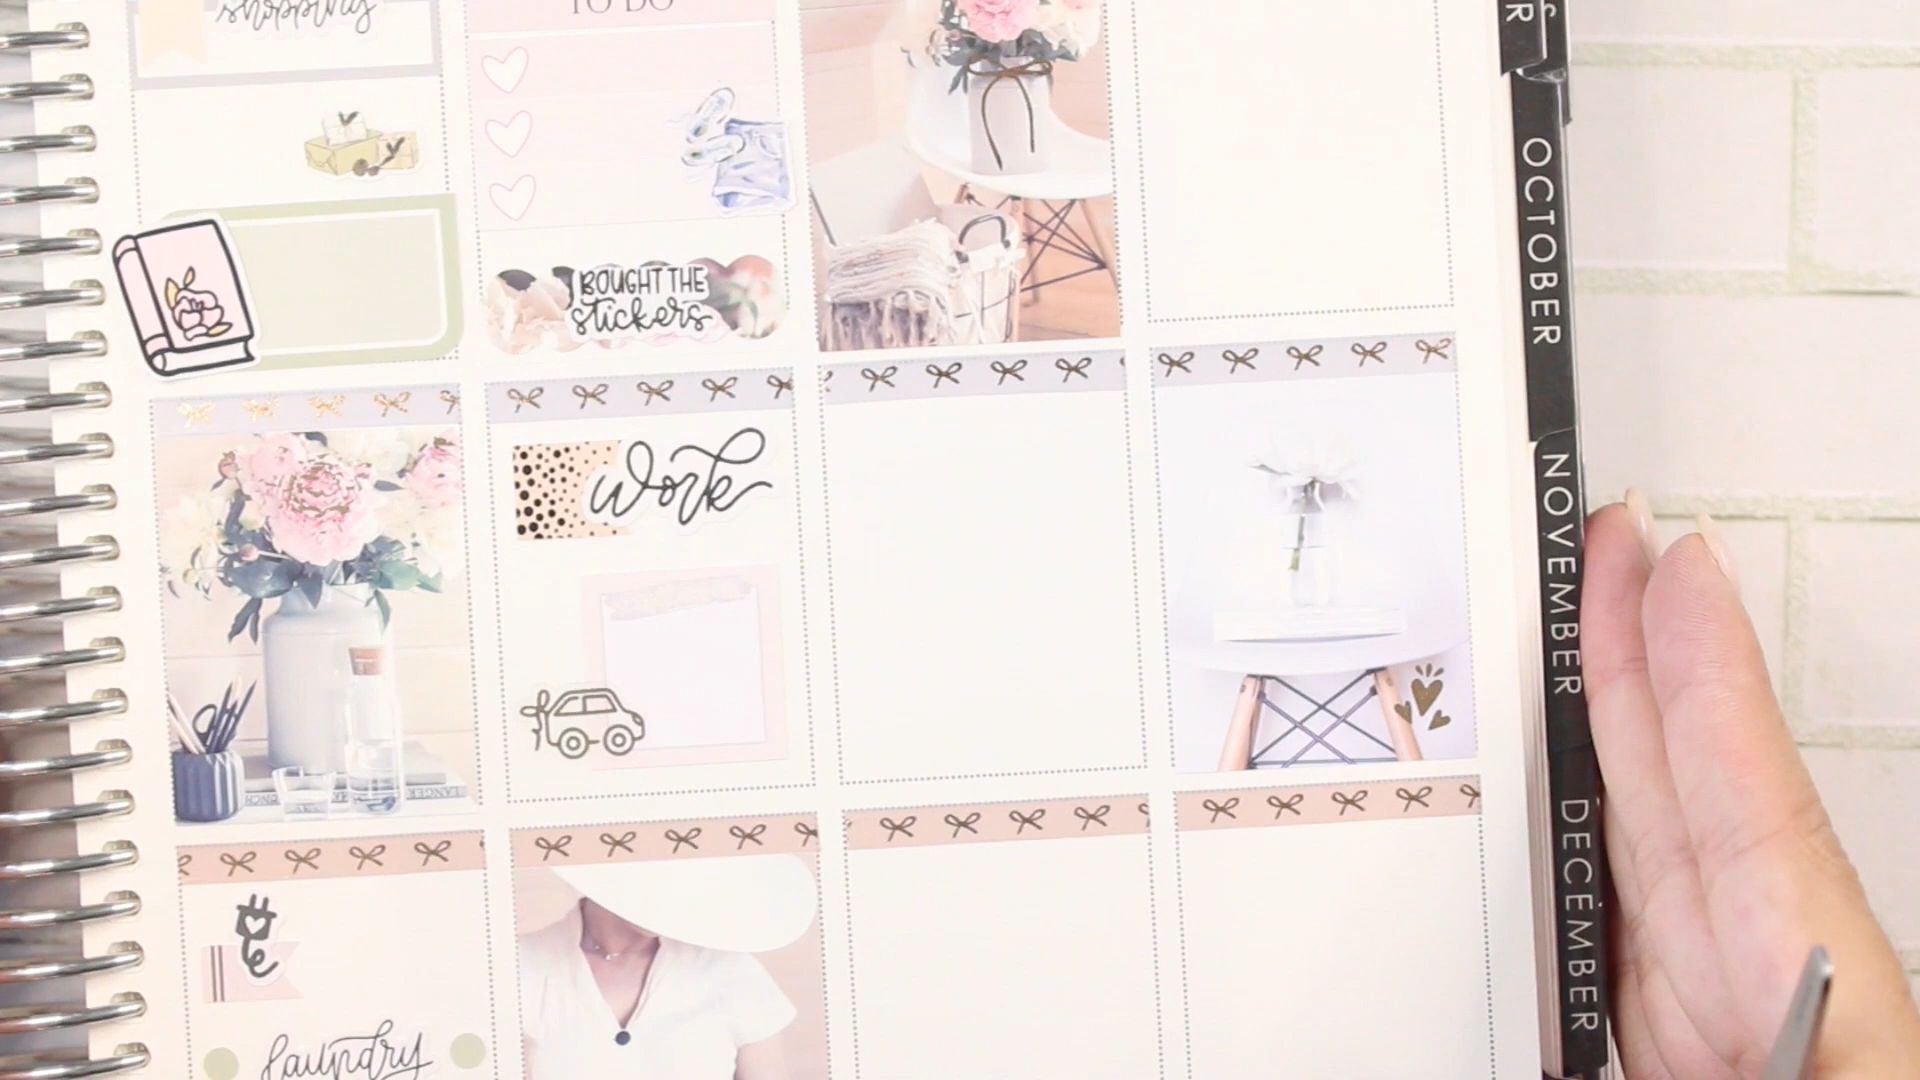 shopping
TO DO
I BOUGHT THE
stickers
work
laundry
R
S
OCTOBER
NOVEMBER
DECEMBER